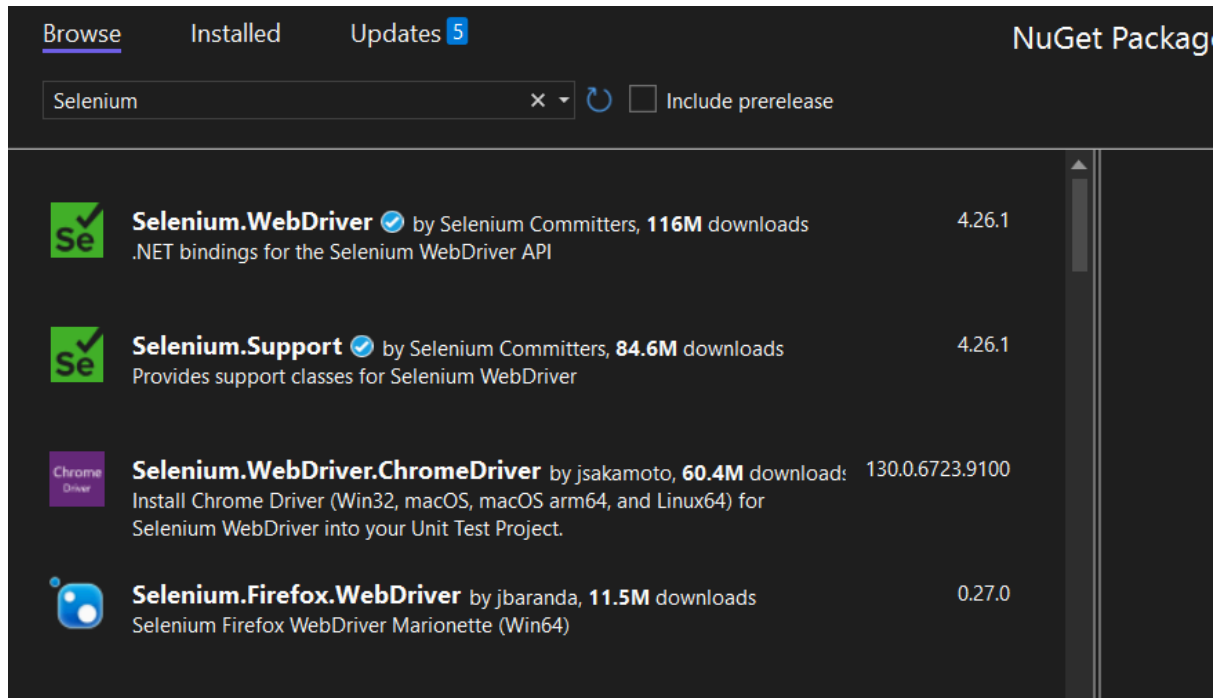 Browse Installed Updates 5
NuGet Packag
Selenium
Include prerelease
Se
Selenium.WebDriver by Selenium Committers, 116M downloads 4.26.1
.NET bindings for the Selenium WebDriver API
Se
Selenium.Support by Selenium Committers, 84.6M downloads 4.26.1
Provides support classes for Selenium WebDriver
Chrome
Driver
Selenium.WebDriver.ChromeDriver by jsakamoto, 60.4M download 130.0.6723.9100
Install Chrome Driver (Win32, macOS, macOS arm64, and Linux64) for
Selenium WebDriver into your Unit Test Project.
Selenium.Firefox.WebDriver by jbaranda, 11.5M downloads 0.27.0
Selenium Firefox WebDriver Marionette (Win64)